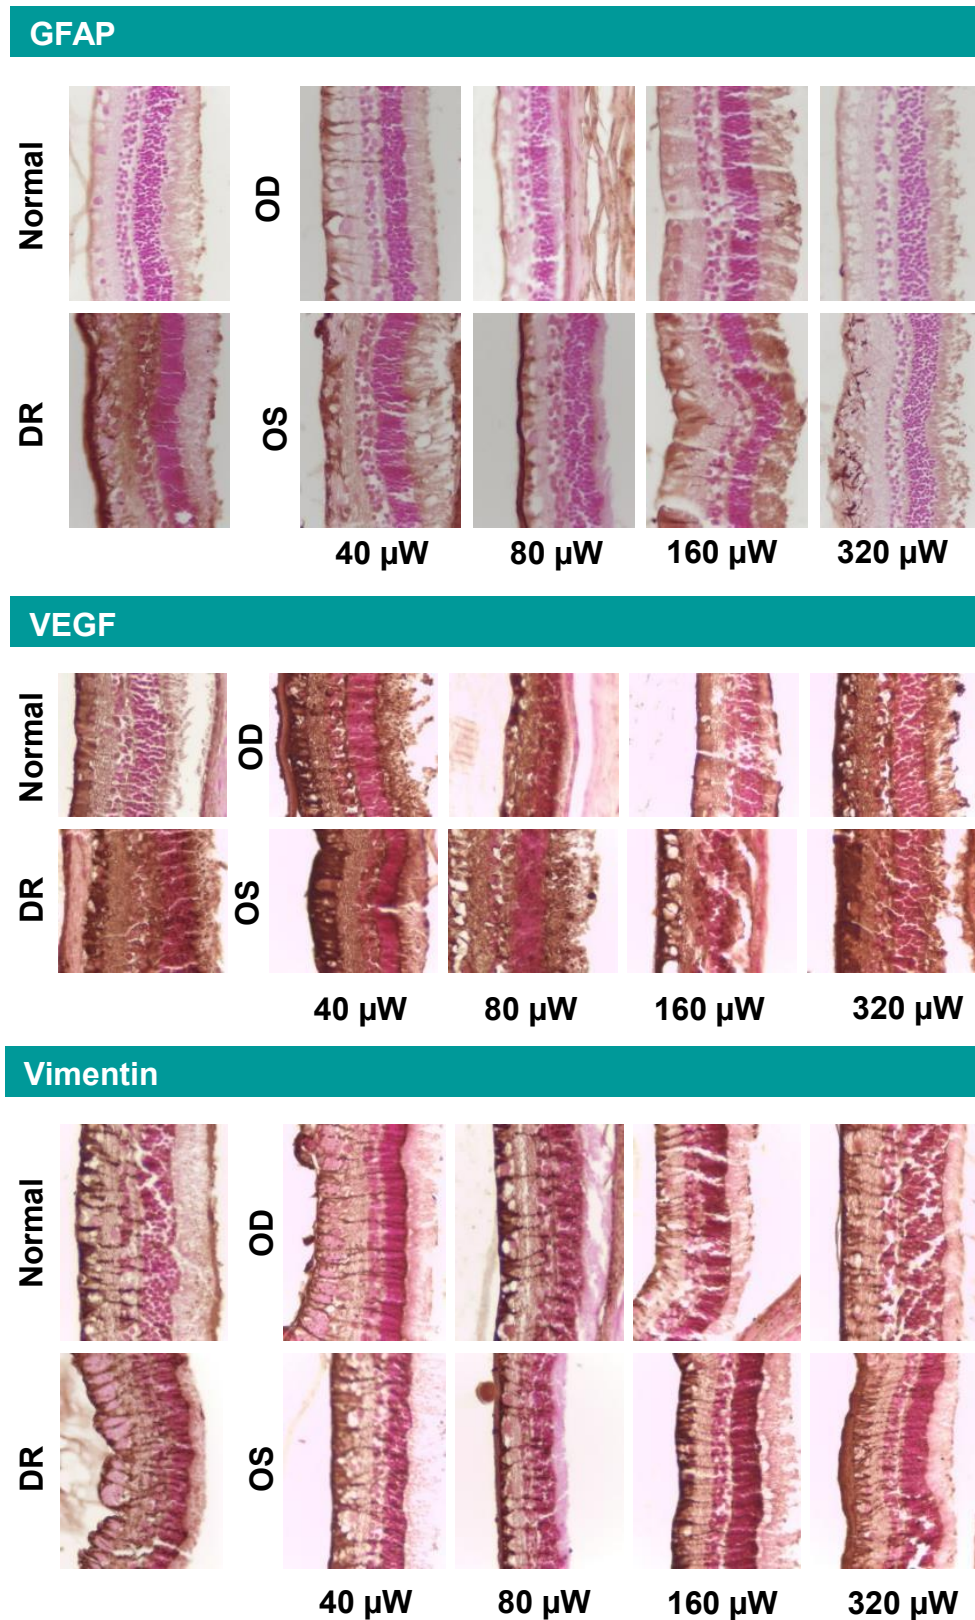 GFAP
Normal
OD
DR
OS
40 µW
80 µW
160 µW
320 µW
VEGF
Normal
OD
DR
OS
40 µW
80 µW
160 µW
320 µW
Vimentin
Normal
OD
DR
OS
40 µW
80 µW
160 µW
320 µW